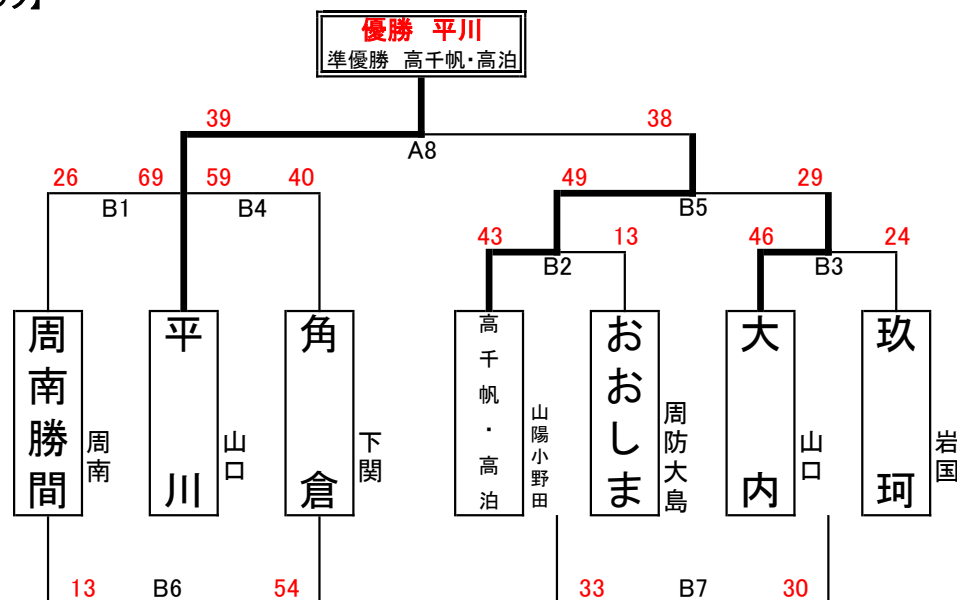 優勝 平川
準優勝 高千帆・高泊
39 38
A8
26 69 59 40 49 29
B1 B4 B5
43 13 46 24
B2 B3
周南勝間 周南
平川 山口
角倉 下関
高千帆・高泊 山陽小野田
おおしま 周防大島
大内 山口
玖珂 岩国
13 B6 54 33 B7 30